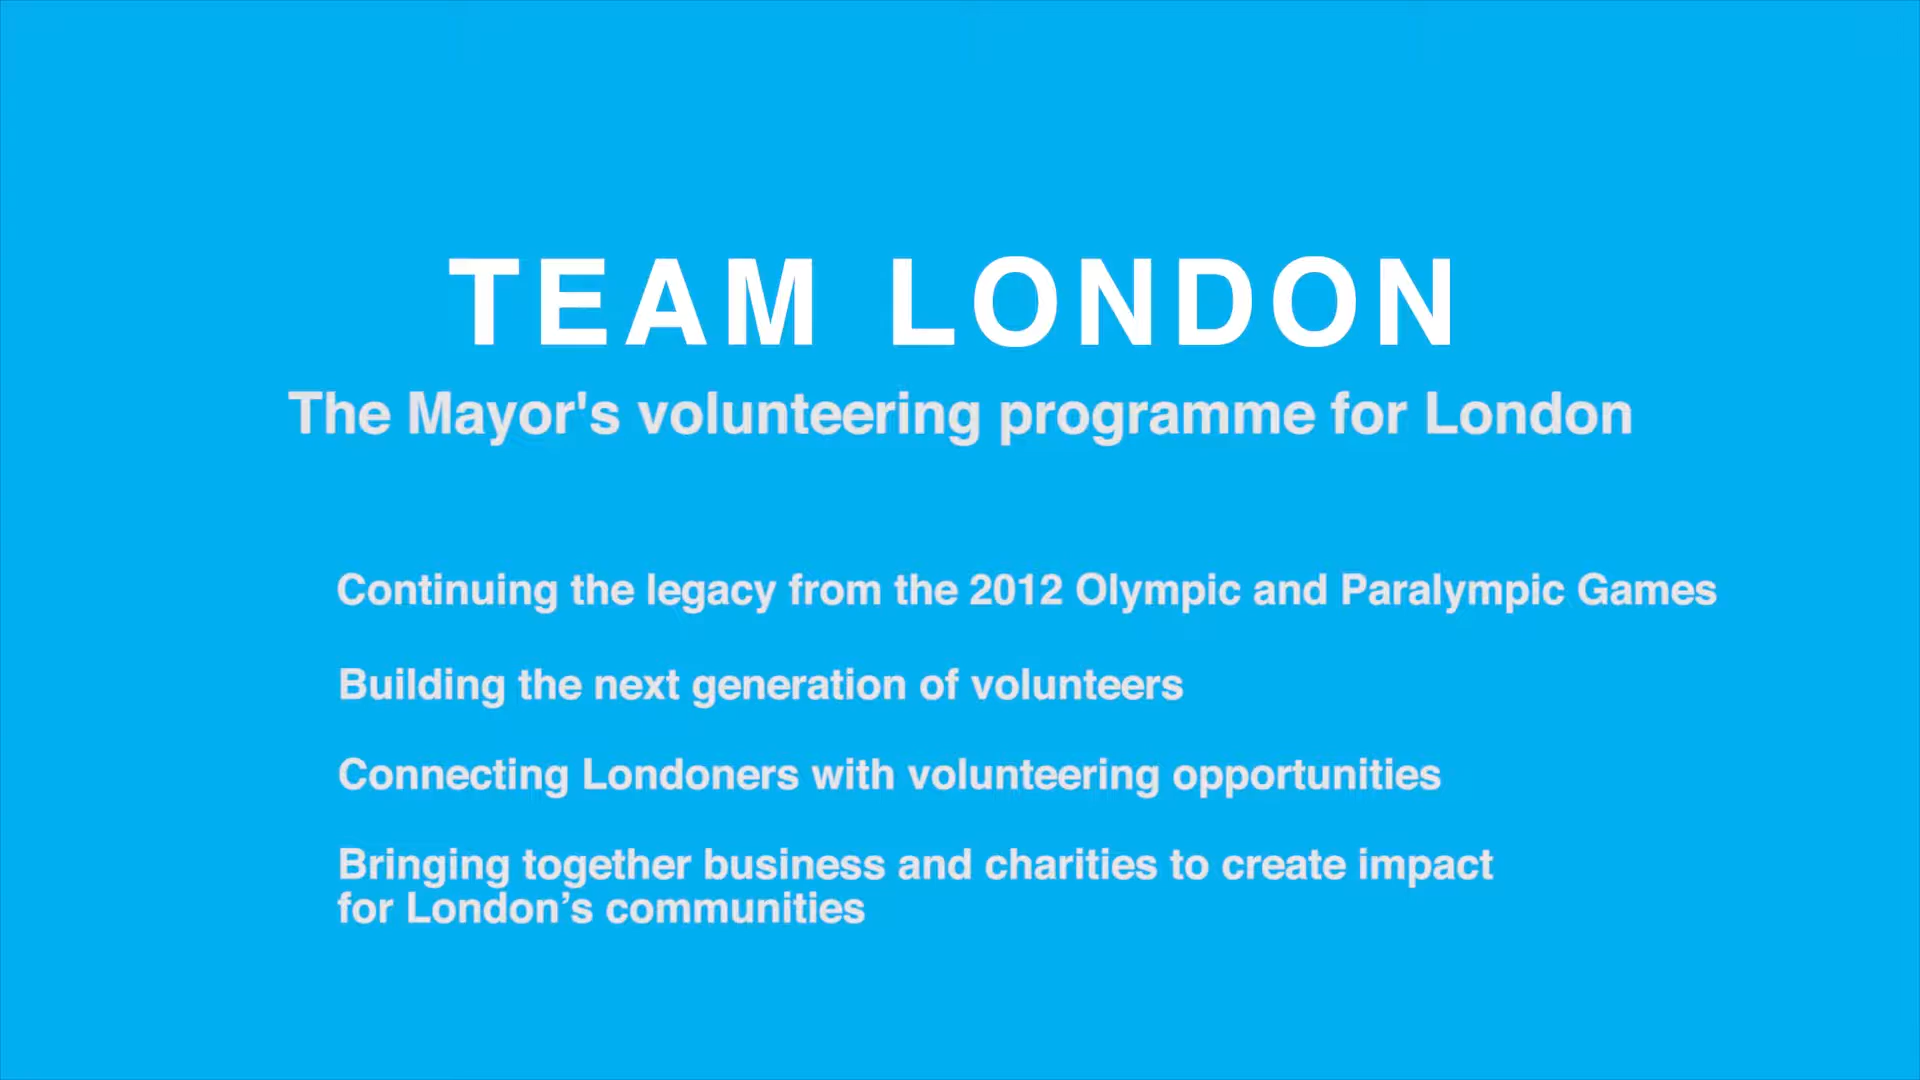 TEAM LONDON
The Mayor's volunteering programme for London
Continuing the legacy from the 2012 Olympic and Paralympic Games
Building the next generation of volunteers
Connecting Londoners with volunteering opportunities
Bringing together business and charities to create impact
for London’s communities